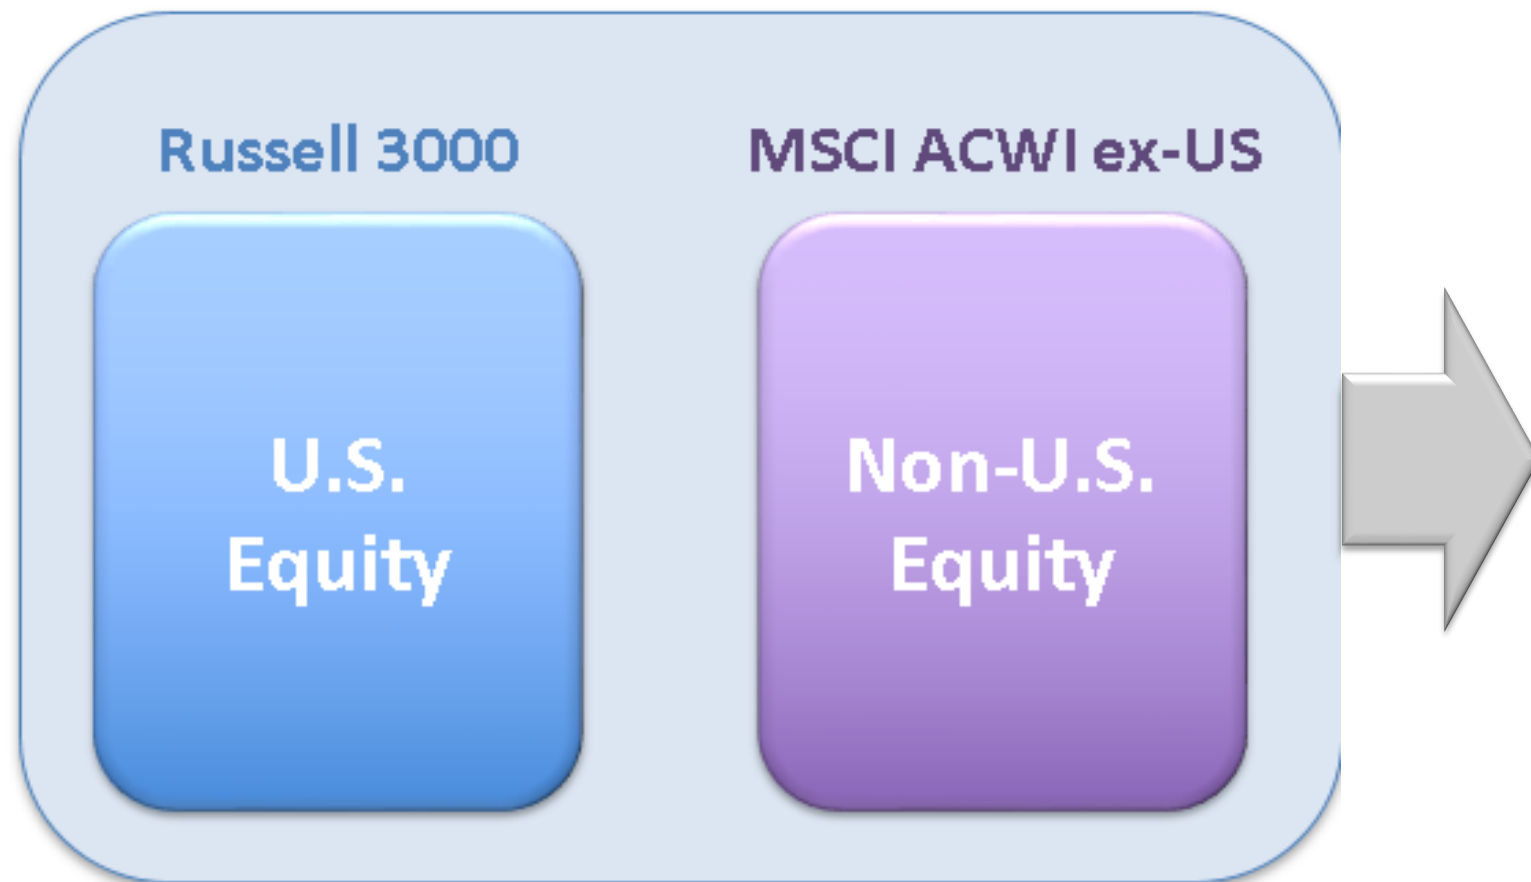 Russell 3000
MSCI ACWI ex-US
U.S.
Equity
Non-U.S.
Equity